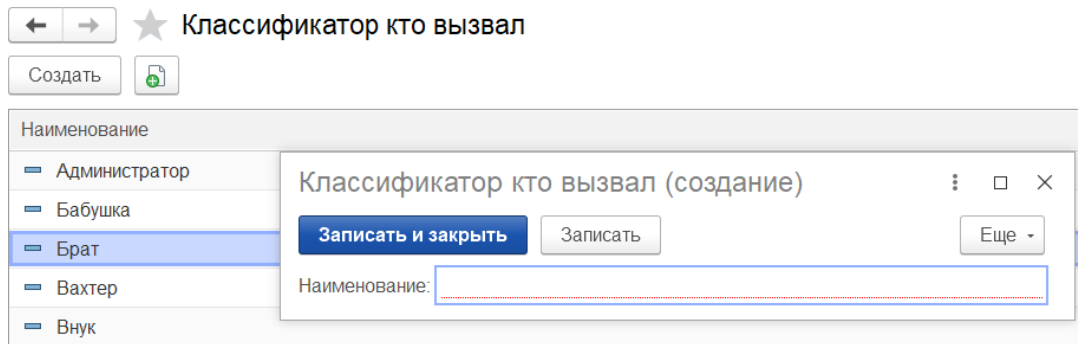 Классификатор кто вызвал
Создать
Наименование
Администратор
Бабушка
Брат
Вахтер
Внук
Классификатор кто вызвал (создание)
Записать и закрыть
Записать
Еще
Наименование: